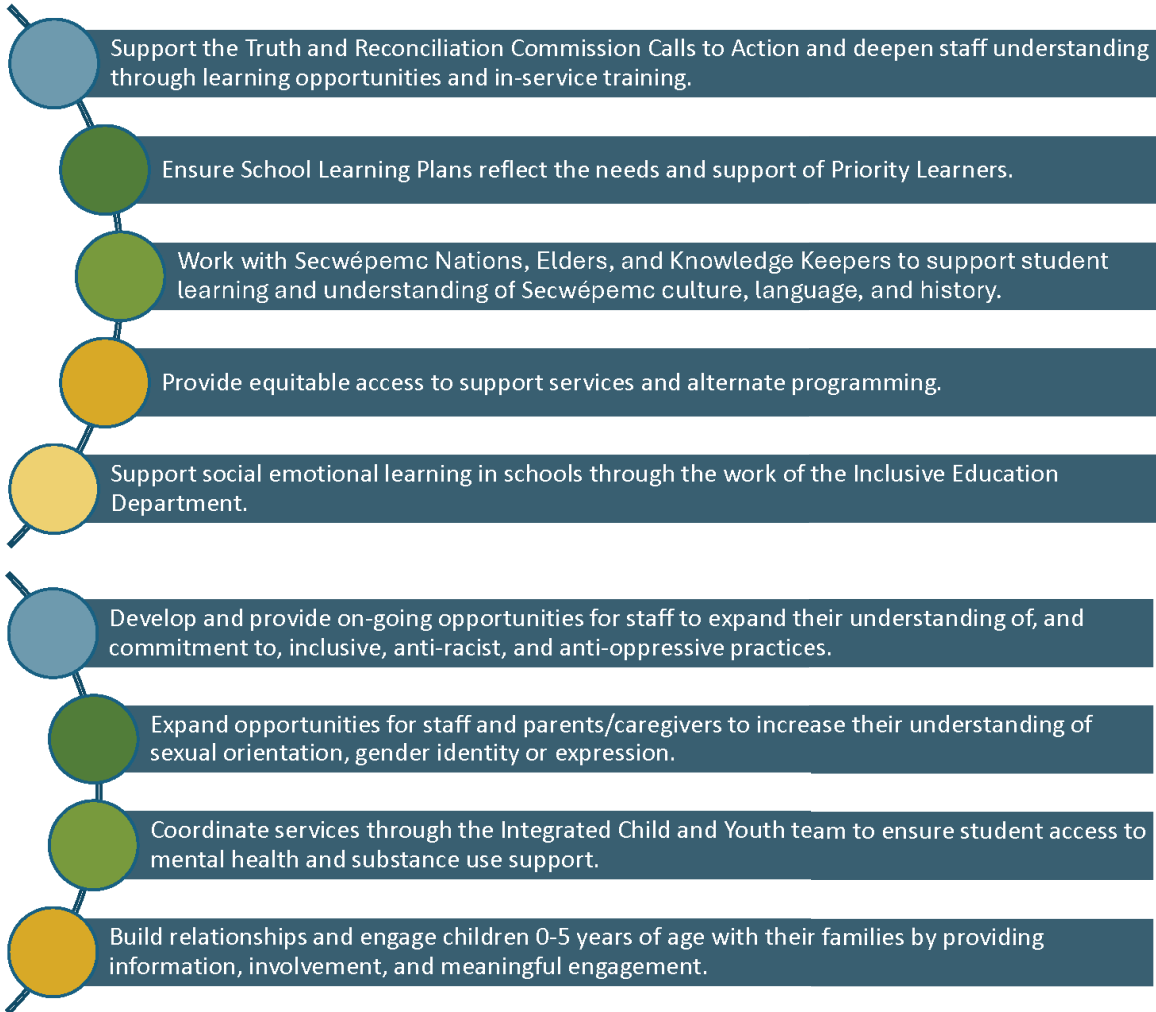 Support the Truth and Reconciliation Commission Calls to Action and deepen staff understanding
through learning opportunities and in-service training.
Ensure School Learning Plans reflect the needs and support of Priority Learners.
Work with Secwépemc Nations, Elders, and Knowledge Keepers to support student
learning and understanding of Secwépemc culture, language, and history.
Provide equitable access to support services and alternate programming.
Support social emotional learning in schools through the work of the Inclusive Education
Department.
Develop and provide on-going opportunities for staff to expand their understanding of, and
commitment to, inclusive, anti-racist, and anti-oppressive practices.
Expand opportunities for staff and parents/caregivers to increase their understanding of
sexual orientation, gender identity or expression.
Coordinate services through the Integrated Child and Youth team to ensure student access to
mental health and substance use support.
Build relationships and engage children 0-5 years of age with their families by providing
information, involvement, and meaningful engagement.